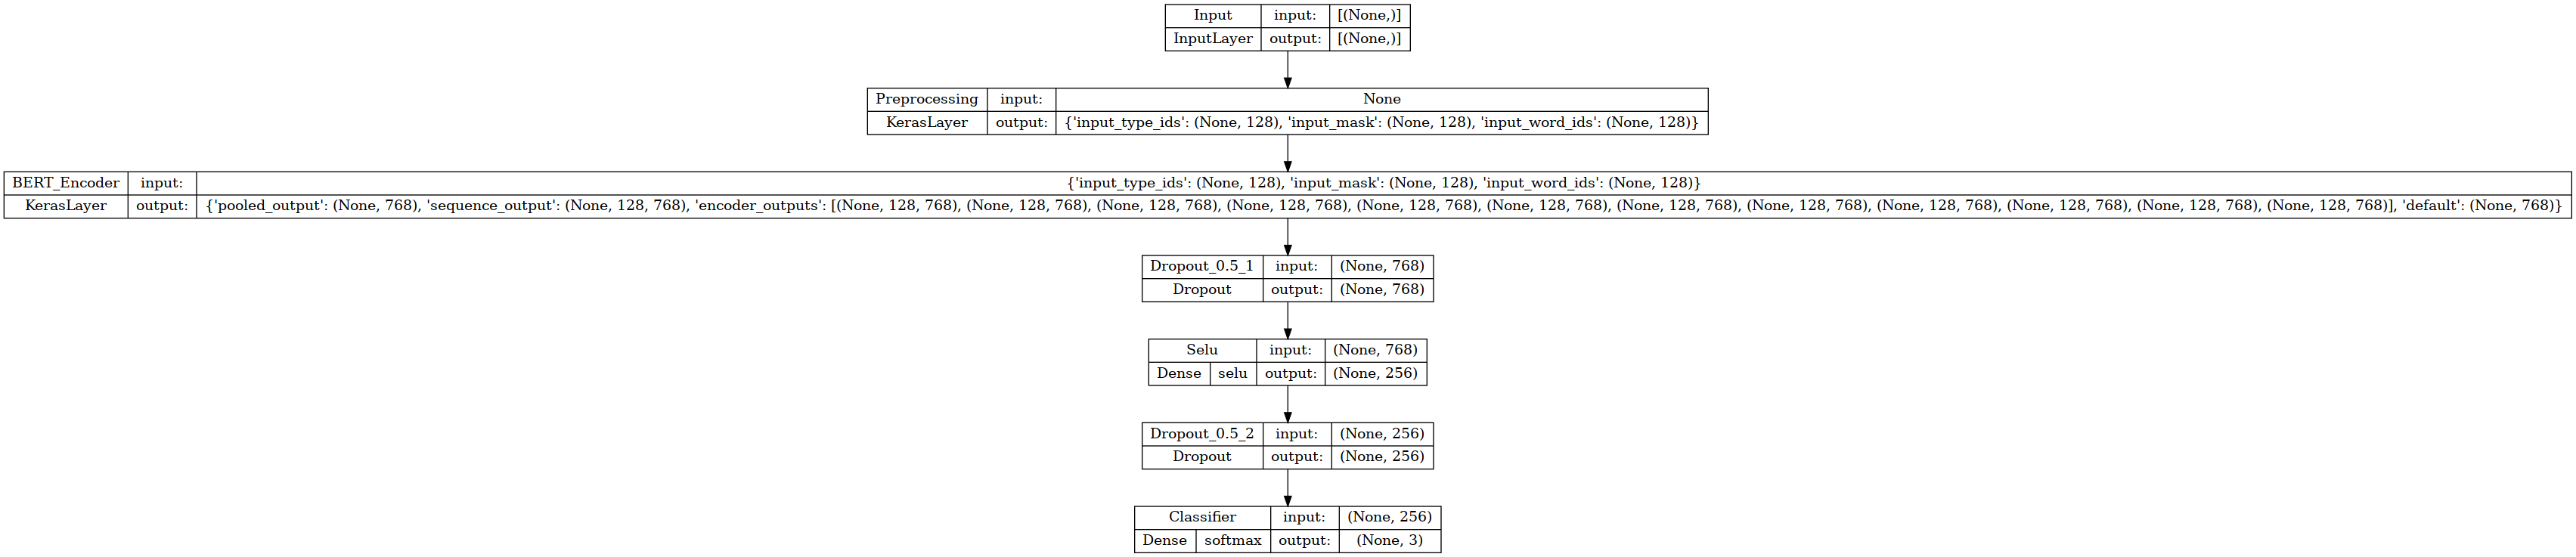 Input input: [(None,)]
InputLayer output: [(None,)]
Preprocessing input: None
KerasLayer output: {'input_type_ids': (None, 128), 'input_mask': (None, 128), 'input_word_ids': (None, 128)}
BERT_Encoder input: {'input_type_ids': (None, 128), 'input_mask': (None, 128), 'input_word_ids': (None, 128)}
KerasLayer output: {'pooled_output': (None, 768), 'sequence_output': (None, 128, 768), 'encoder_outputs': [(None, 128, 768), (None, 128, 768), (None, 128, 768), (None, 128, 768), (None, 128, 768), (None, 128, 768), (None, 128, 768), (None, 128, 768), (None, 128, 768), (None, 128, 768), (None, 128, 768), (None, 128, 768)], 'default': (None, 768)}
Dropout_0.5_1 input: (None, 768)
Dropout output: (None, 768)
Selu input: (None, 768)
Dense selu output: (None, 256)
Dropout_0.5_2 input: (None, 256)
Dropout output: (None, 256)
Classifier input: (None, 256)
Dense softmax output: (None, 3)